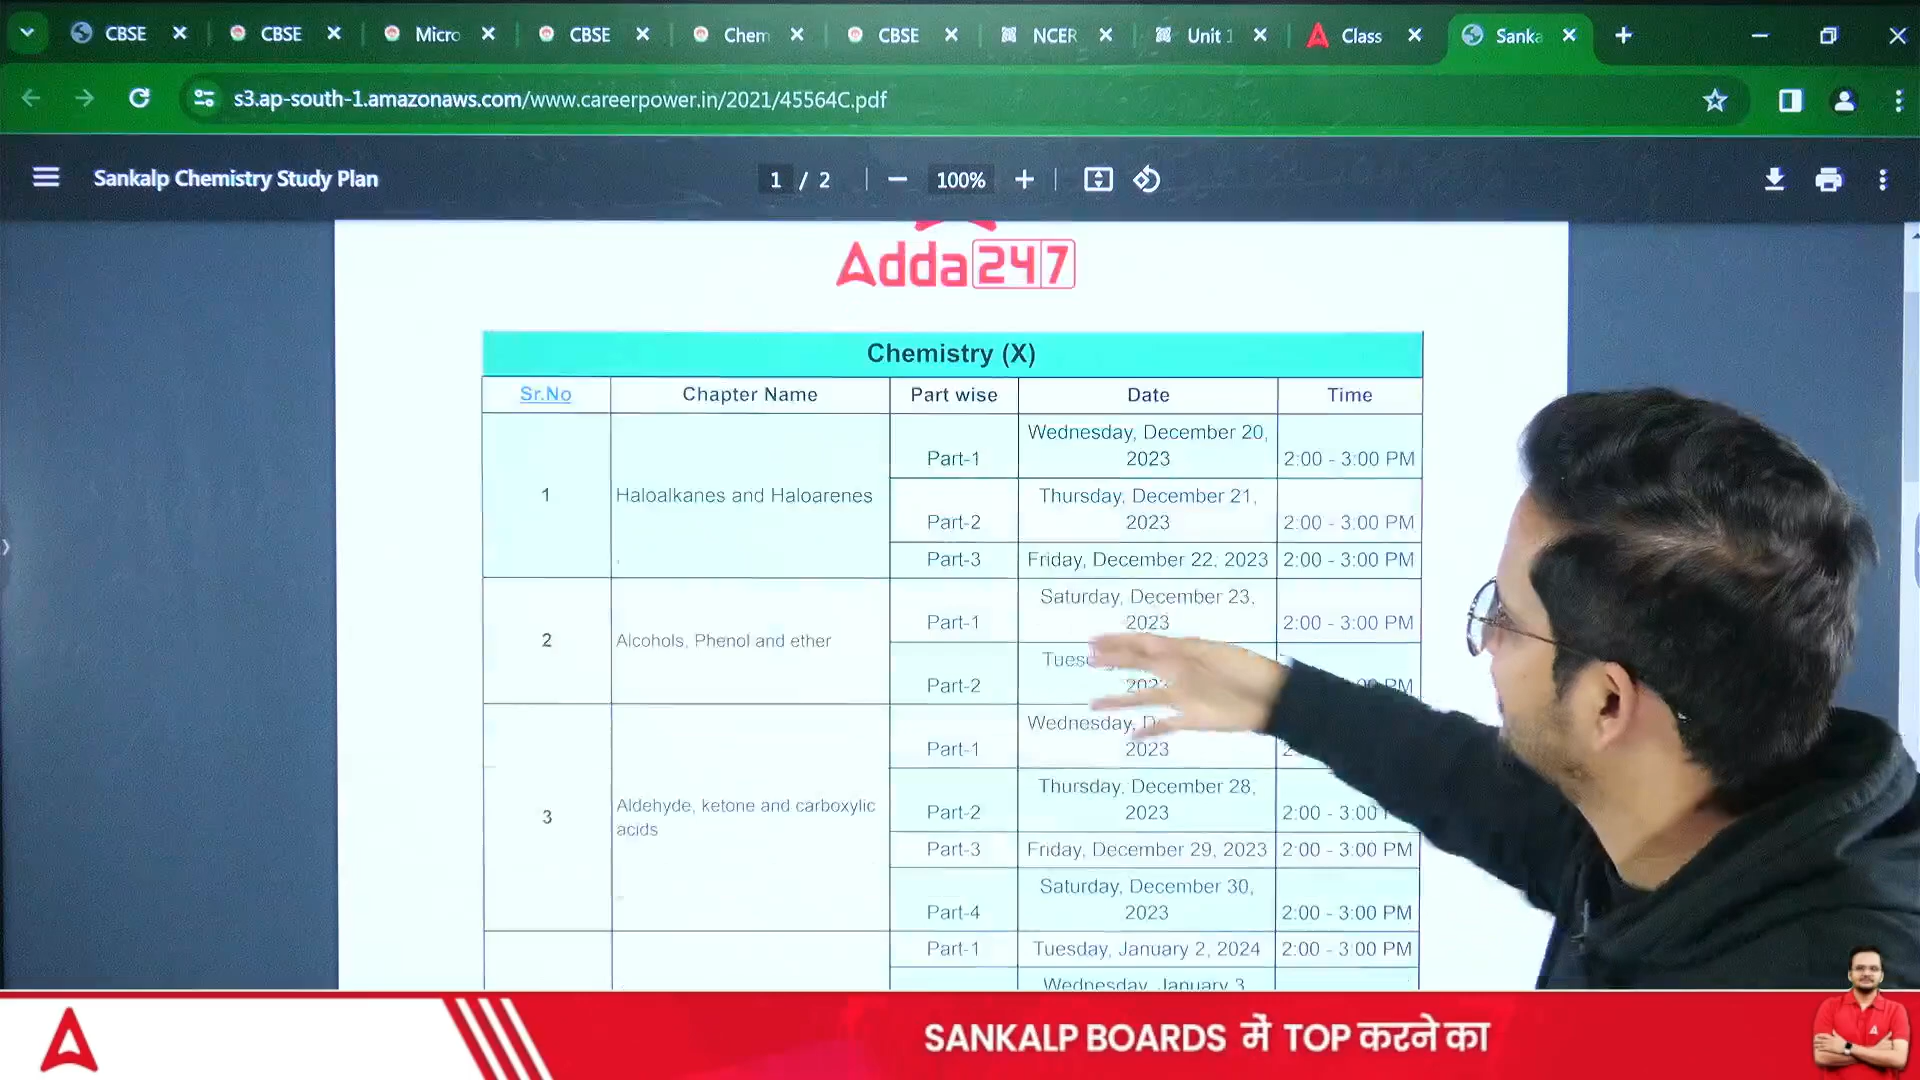 CBSE
CBSE
Micro
CBSE
Chem
CBSE
NCER
Unit 1
Class
Sanka
s3.ap-south-1.amazonaws.com/www.careerpower.in/2021/45564C.pdf
Sankalp Chemistry Study Plan
1 / 2
100%
Adda247
Chemistry (X)
Sr.No Chapter Name Part wise Date Time
1 Haloalkanes and Haloarenes
Part-1 Wednesday, December 20, 2023 2:00 - 3:00 PM
Part-2 Thursday, December 21, 2023 2:00 - 3:00 PM
Part-3 Friday, December 22, 2023 2:00 - 3:00 PM
2 Alcohols, Phenol and ether
Part-1 Saturday, December 23, 2023 2:00 - 3:00 PM
Part-2 2023 PM
3 Aldehyde, ketone and carboxylic acids
Part-1 Wednesday, 2023
Part-2 Thursday, December 28, 2023 2:00 - 3:00
Part-3 Friday, December 29, 2023 2:00 - 3:00 PM
Part-4 Saturday, December 30, 2023 2:00 - 3:00 PM
Part-1 Tuesday, January 2, 2024 2:00 - 3:00 PM
Wednesday, January 3
SANKALP BOARDS में TOP करने का